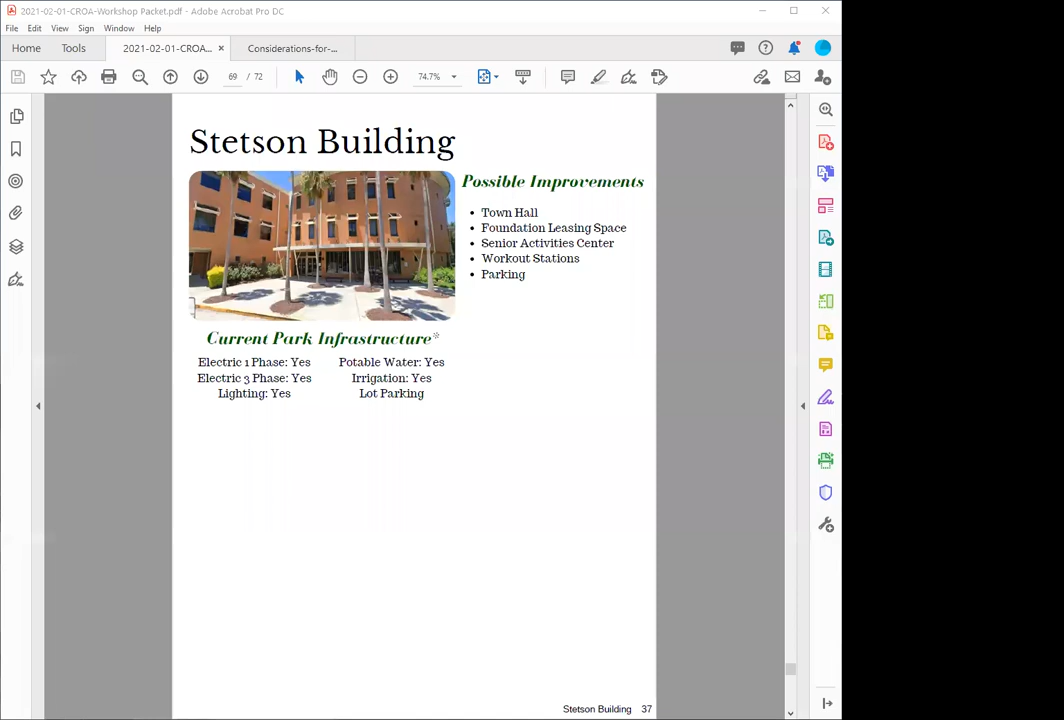 2021-02-01-CROA-Workshop Packet.pdf - Adobe Acrobat Pro DC
File Edit View Sign Window Help
Home Tools 2021-02-01-CROA... × Considerations-for-...
69 / 72 74.7%
Stetson Building
Possible Improvements
• Town Hall
• Foundation Leasing Space
• Senior Activities Center
• Workout Stations
• Parking
Current Park Infrastructure*
Electric 1 Phase: Yes Potable Water: Yes
Electric 3 Phase: Yes Irrigation: Yes
Lighting: Yes Lot Parking
Stetson Building 37